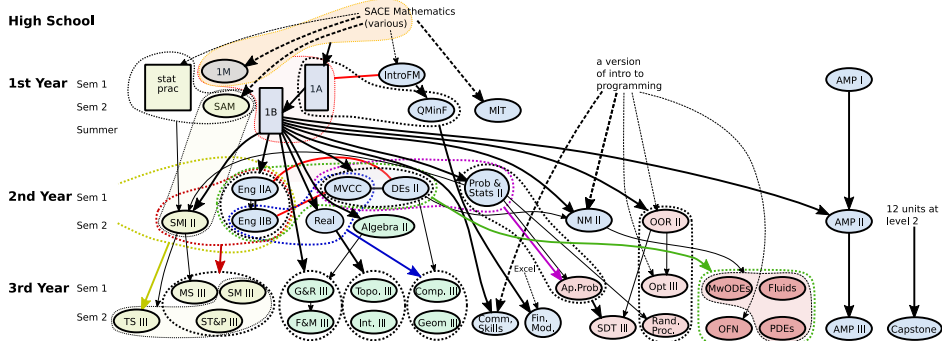 High School
SACE Mathematics
(various)
1st Year
Sem 1
Sem 2
Summer
stat
prac
1M
SAM
1B
1A
IntroFM
QMinF
MIT
a version
of intro to
programming
AMP I
2nd Year
Sem 1
Sem 2
Eng IIA
MVCC
DEs II
Prob &
Stats II
SMI II
Eng IIB
Real
Algebra II
NM II
OOR II
AMP II
12 units at
level 2
3rd Year
Sem 1
Sem 2
Excel
MS III
SM III
G&R III
Topo. III
Comp. III
Ap.Prob
Opt III
MwODEs
Fluids
TS III
ST&P III
F&M III
Int. III
Geom III
Comm.
Skills
Fin.
Mod.
SDT III
Rand.
Proc.
OFN
PDEs
AMP III
Capstone